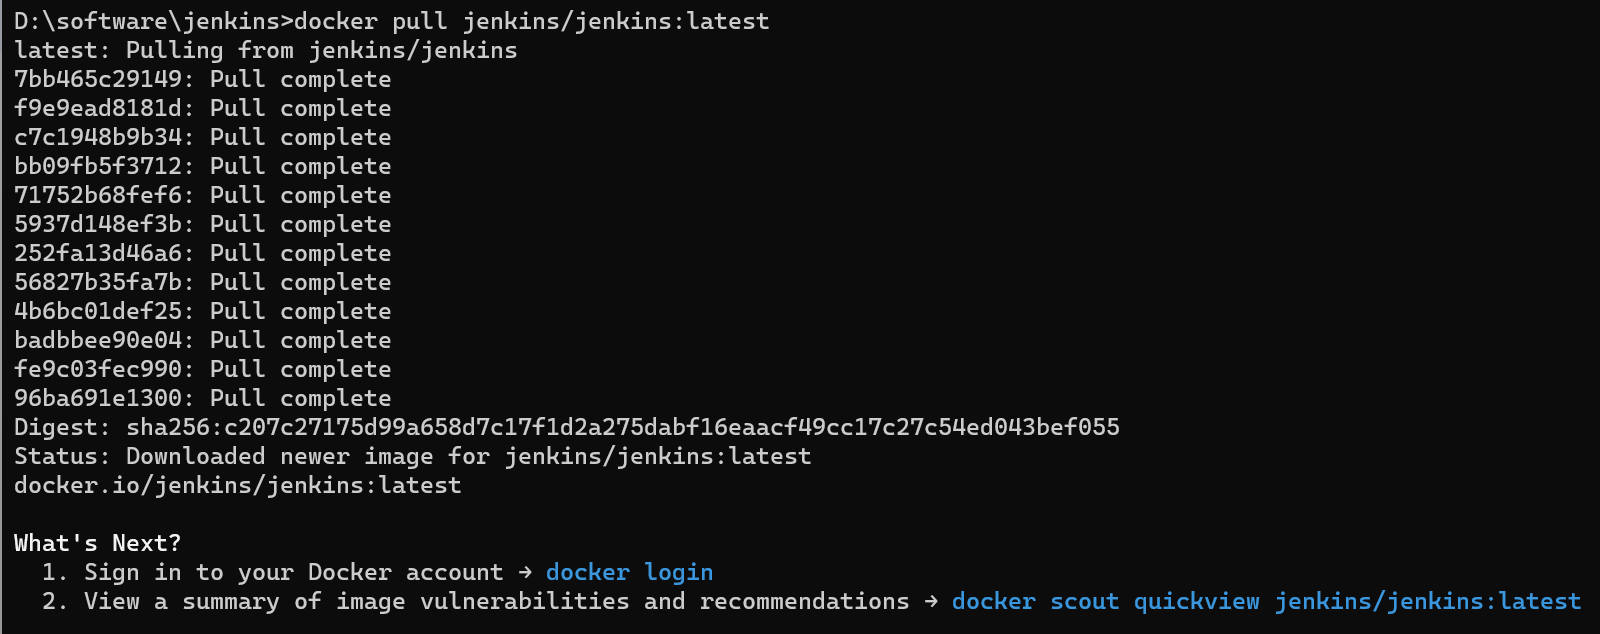 D:\software\jenkins>docker pull jenkins/jenkins:latest
latest: Pulling from jenkins/jenkins
7bb465c29149: Pull complete
f9e9ead8181d: Pull complete
c7c1948b9b34: Pull complete
bb09fb5f3712: Pull complete
71752b68fef6: Pull complete
5937d148ef3b: Pull complete
252fa13d46a6: Pull complete
56827b35fa7b: Pull complete
4b6bc01def25: Pull complete
badbbee90e04: Pull complete
fe9c03fec990: Pull complete
96ba691e1300: Pull complete
Digest: sha256:c207c27175d99a658d7c17f1d2a275dabf16eaacf49cc17c27c54ed043bef055
Status: Downloaded newer image for jenkins/jenkins:latest
docker.io/jenkins/jenkins:latest
What's Next?
1. Sign in to your Docker account → docker login
2. View a summary of image vulnerabilities and recommendations → docker scout quickview jenkins/jenkins:latest